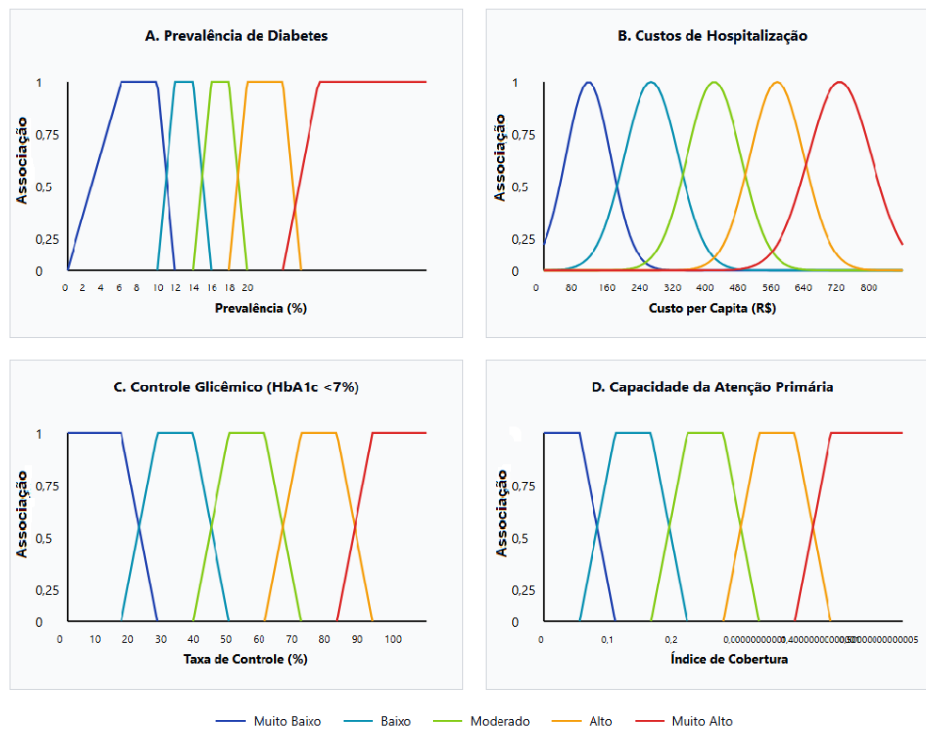 A. Prevalência de Diabetes
1
0,75
0,5
0,25
0
Associação
0 2 4 6 8 10 12 14 16 18 20
Prevalência (%)
B. Custos de Hospitalização
1
0,75
0,5
0,25
0
Associação
0 80 160 240 320 400 480 560 640 720 800
Custo per Capita (R$)
C. Controle Glicêmico (HbA1c <7%)
1
0,75
0,5
0,25
0
Associação
0 10 20 30 40 50 60 70 80 90 100
Taxa de Controle (%)
D. Capacidade da Atenção Primária
1
0,75
0,5
0,25
0
Associação
0 0,1 0,2
Índice de Cobertura
Muito Baixo Baixo Moderado Alto Muito Alto